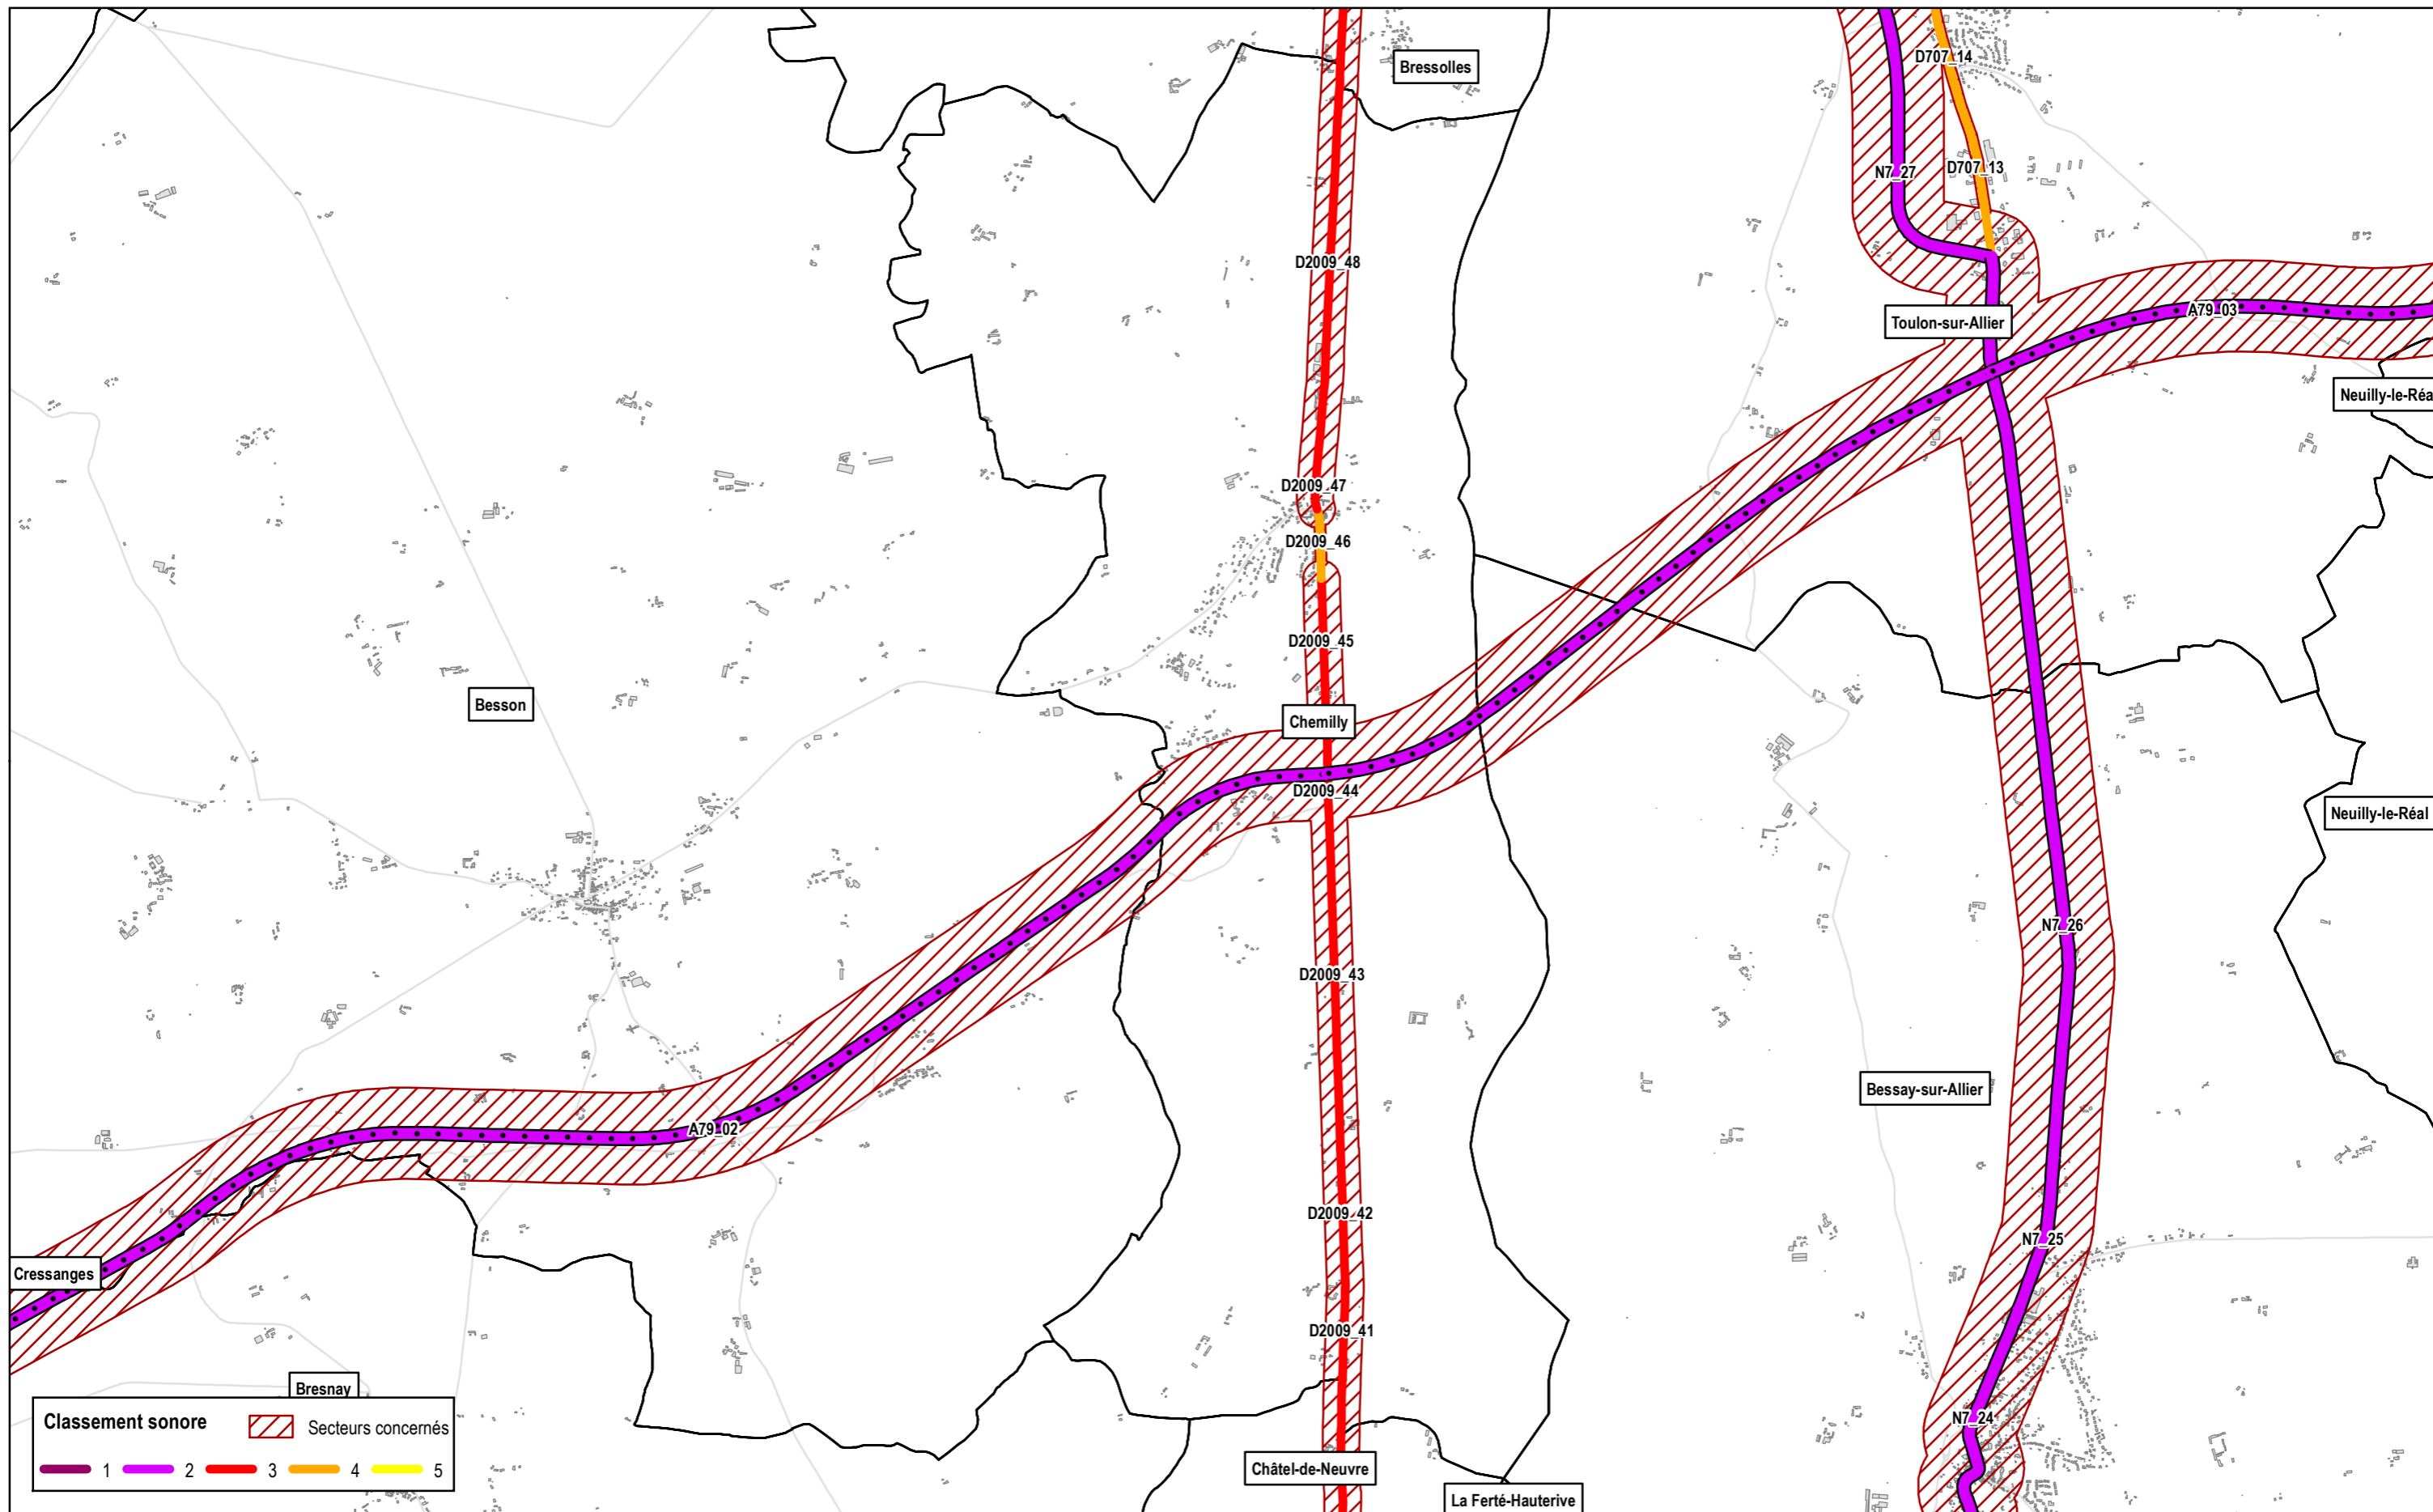 Bressolles
D707_14
D707_13
N7_27
D2009_48
A79_03
Toulon-sur-Allier
Neuilly-le-Réa
D2009_47
D2009_46
D2009_45
Besson
Chemilly
D2009_44
Neuilly-le-Réal
N7_26
D2009_43
Bessay-sur-Allier
A79_02
D2009_42
N7_25
Cressanges
D2009_41
Bresnay
N7_24
Châtel-de-Neuvre
La Ferté-Hauterive
Classement sonore
Secteurs concernés
1 2 3 4 5